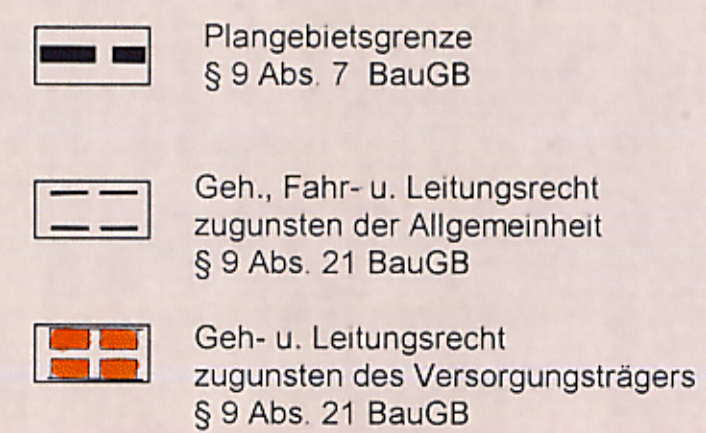 Plangebietsgrenze
§ 9 Abs. 7 BauGB
Geh., Fahr- u. Leitungsrecht
zugunsten der Allgemeinheit
§ 9 Abs. 21 BauGB
Geh- u. Leitungsrecht
zugunsten des Versorgungsträgers
§ 9 Abs. 21 BauGB